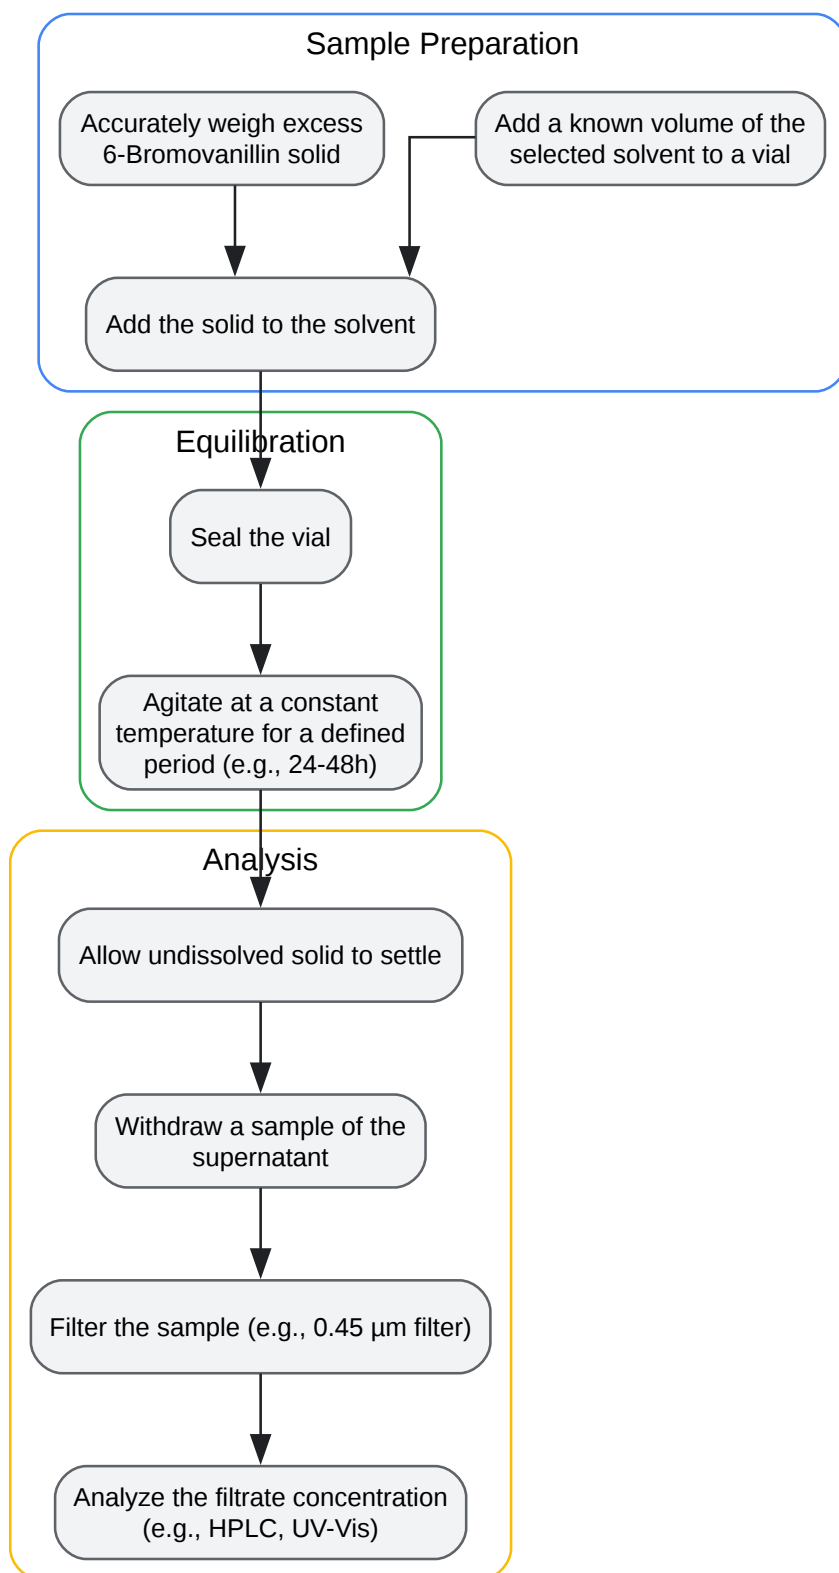 Sample Preparation
Accurately weigh excess
6-Bromovanillin solid
Add a known volume of the
selected solvent to a vial
Add the solid to the solvent
Equilibration
Seal the vial
Agitate at a constant
temperature for a defined
period (e.g., 24-48h)
Analysis
Allow undissolved solid to settle
Withdraw a sample of the
supernatant
Filter the sample (e.g., 0.45 µm filter)
Analyze the filtrate concentration
(e.g., HPLC, UV-Vis)